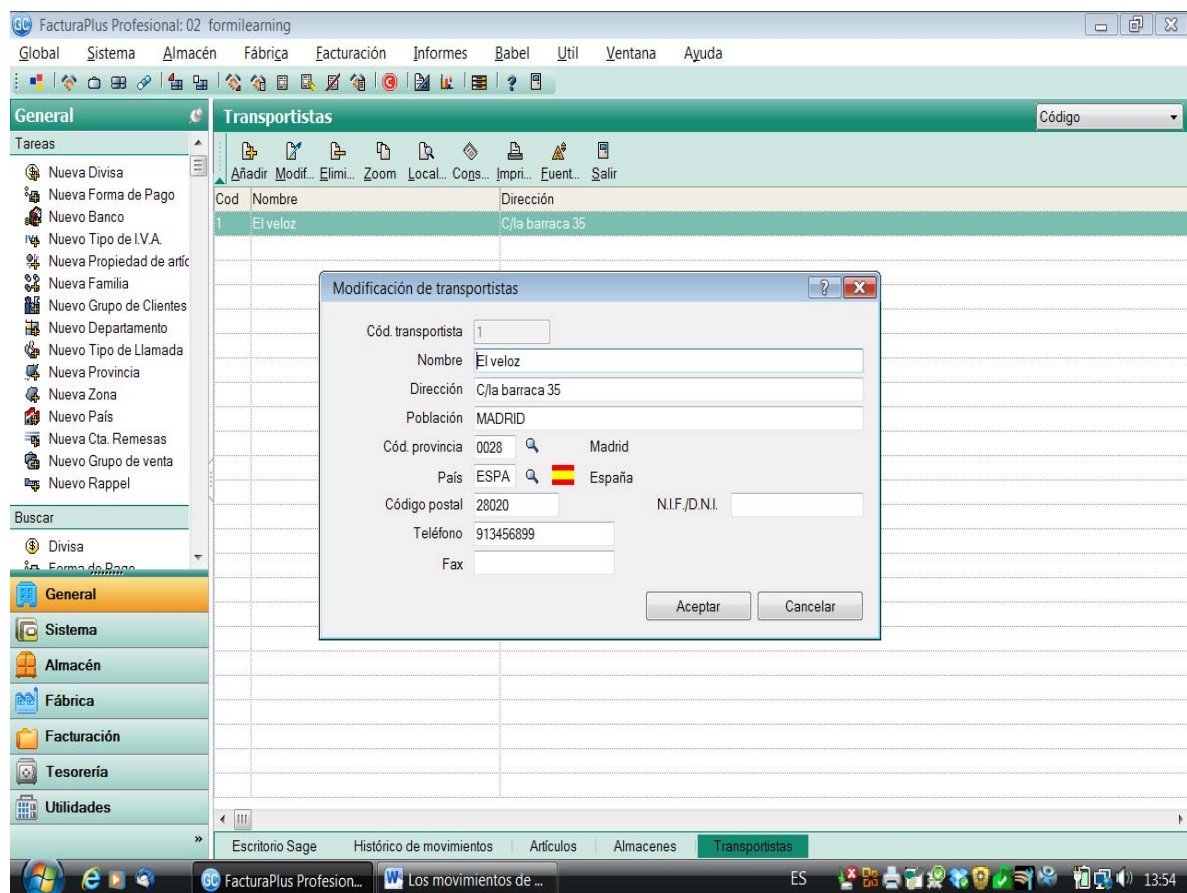 FacturaPlus Profesional: 02 formilearning
Global Sistema Almacén Fábrica Facturación Informes Babel Util Ventana Ayuda
General
Transportistas
Código
Tareas
Nueva Divisa
Nueva Forma de Pago
Nuevo Banco
Nuevo Tipo de I.V.A.
Nueva Propiedad de artíc
Nueva Familia
Nuevo Grupo de Clientes
Nuevo Departamento
Nuevo Tipo de Llamada
Nueva Provincia
Nueva Zona
Nuevo País
Nueva Cta. Remesas
Nuevo Grupo de venta
Nuevo Rappel
Buscar
Divisa
Forma de Pago
General
Sistema
Almacén
Fábrica
Facturación
Tesorería
Utilidades
Añadir Modif... Elimi... Zoom Local... Cons... Impri... Fuent... Salir
Cod Nombre Dirección
1 El veloz C/la barraca 35
Modificación de transportistas
Cód. transportista 1
Nombre El veloz
Dirección C/la barraca 35
Población MADRID
Cód. provincia 0028 Madrid
País ESPA España
Código postal 28020 N.I.F./D.N.I.
Teléfono 913456899
Fax
Aceptar Cancelar
Escritorio Sage Histórico de movimientos Artículos Almacenes Transportistas
FacturaPlus Profesion... Los movimientos de ... ES 13:54